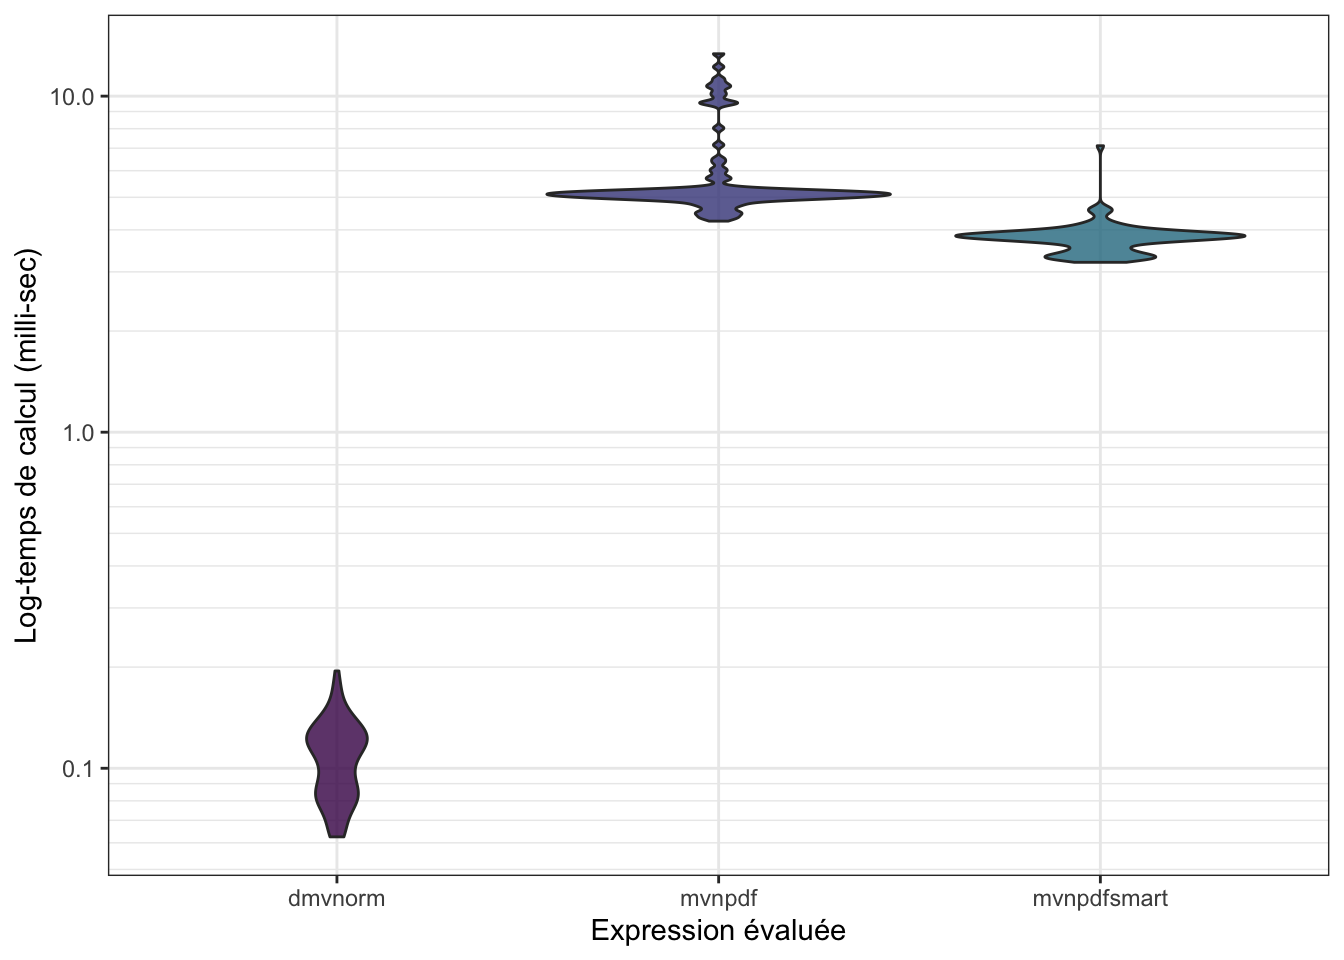 Log-temps de calcul (milli-sec)
10.0
1.0
0.1
dmvnorm mvnpdf mvnpdfsmart
Expression évaluée